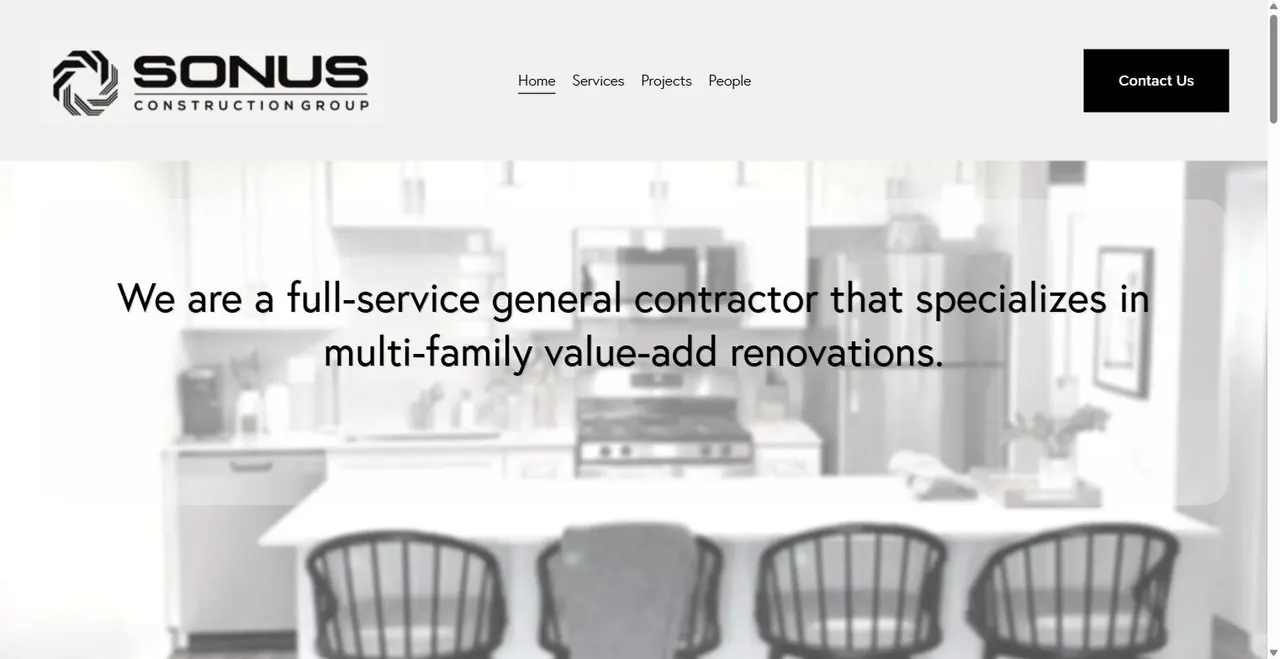 SONUS
CONSTRUCTION GROUP
Home Services Projects People
Contact Us
We are a full-service general contractor that specializes in
multi-family value-add renovations.